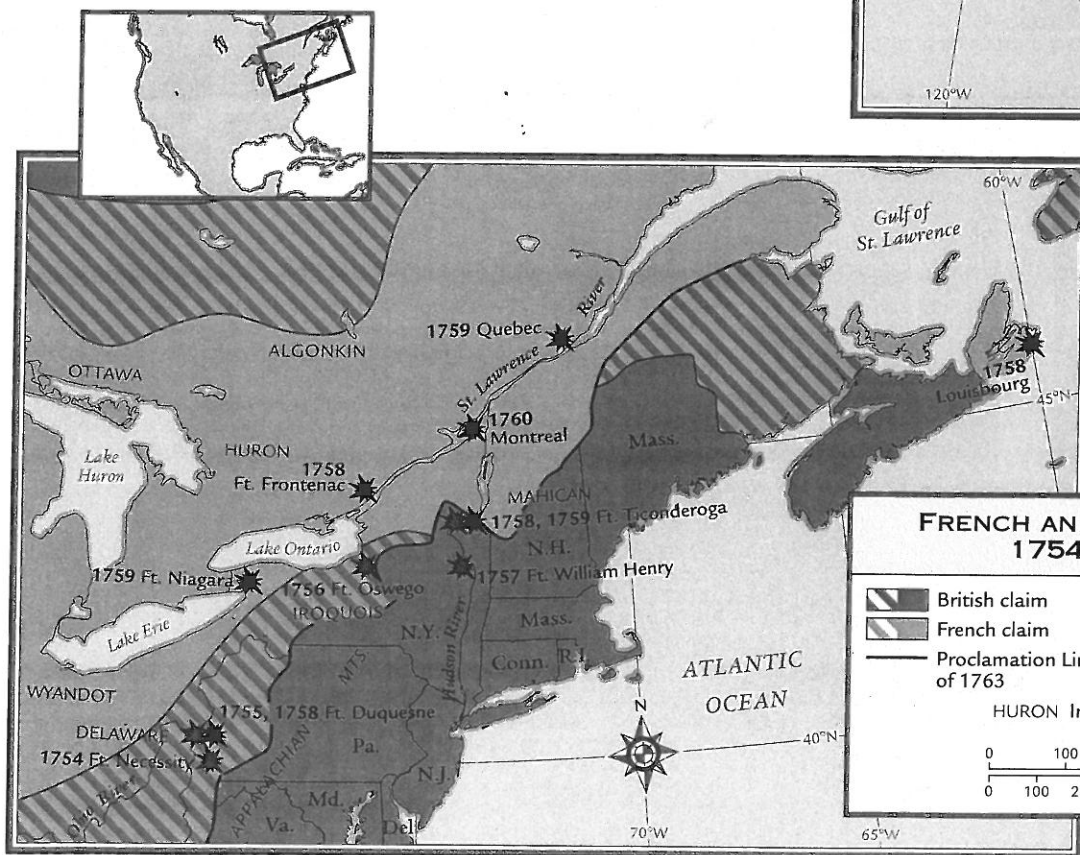 120°W
60°W
Gulf of
St. Lawrence
1759 Quebec
River
St. Lawrence
ALGONKIN
OTTAWA
1758
Louisbourg
45°N
1760
Montreal
Mass.
Lake
Huron
HURON
1758
Ft. Frontenac
MAHICAN
1758, 1759 Ft. Ticonderoga
Lake Ontario
N.H.
1759 Ft. Niagara
1756 Ft. Oswego
1757 Ft. William Henry
IROQUOIS
Lake Erie
N.Y.
Hudson River
Mass.
Conn.
R.I.
MTS.
APPALACHIAN
ATLANTIC
OCEAN
WYANDOT
N
1755, 1758 Ft. Duquesne
DELAWARE
Pa.
1754 Ft. Necessity
40°N
N.J.
Ohio River
Md.
Va.
Del
70°W
65°W
FRENCH AN
1754
British claim
French claim
Proclamation Lin
of 1763
HURON In
0 100
0 100 2